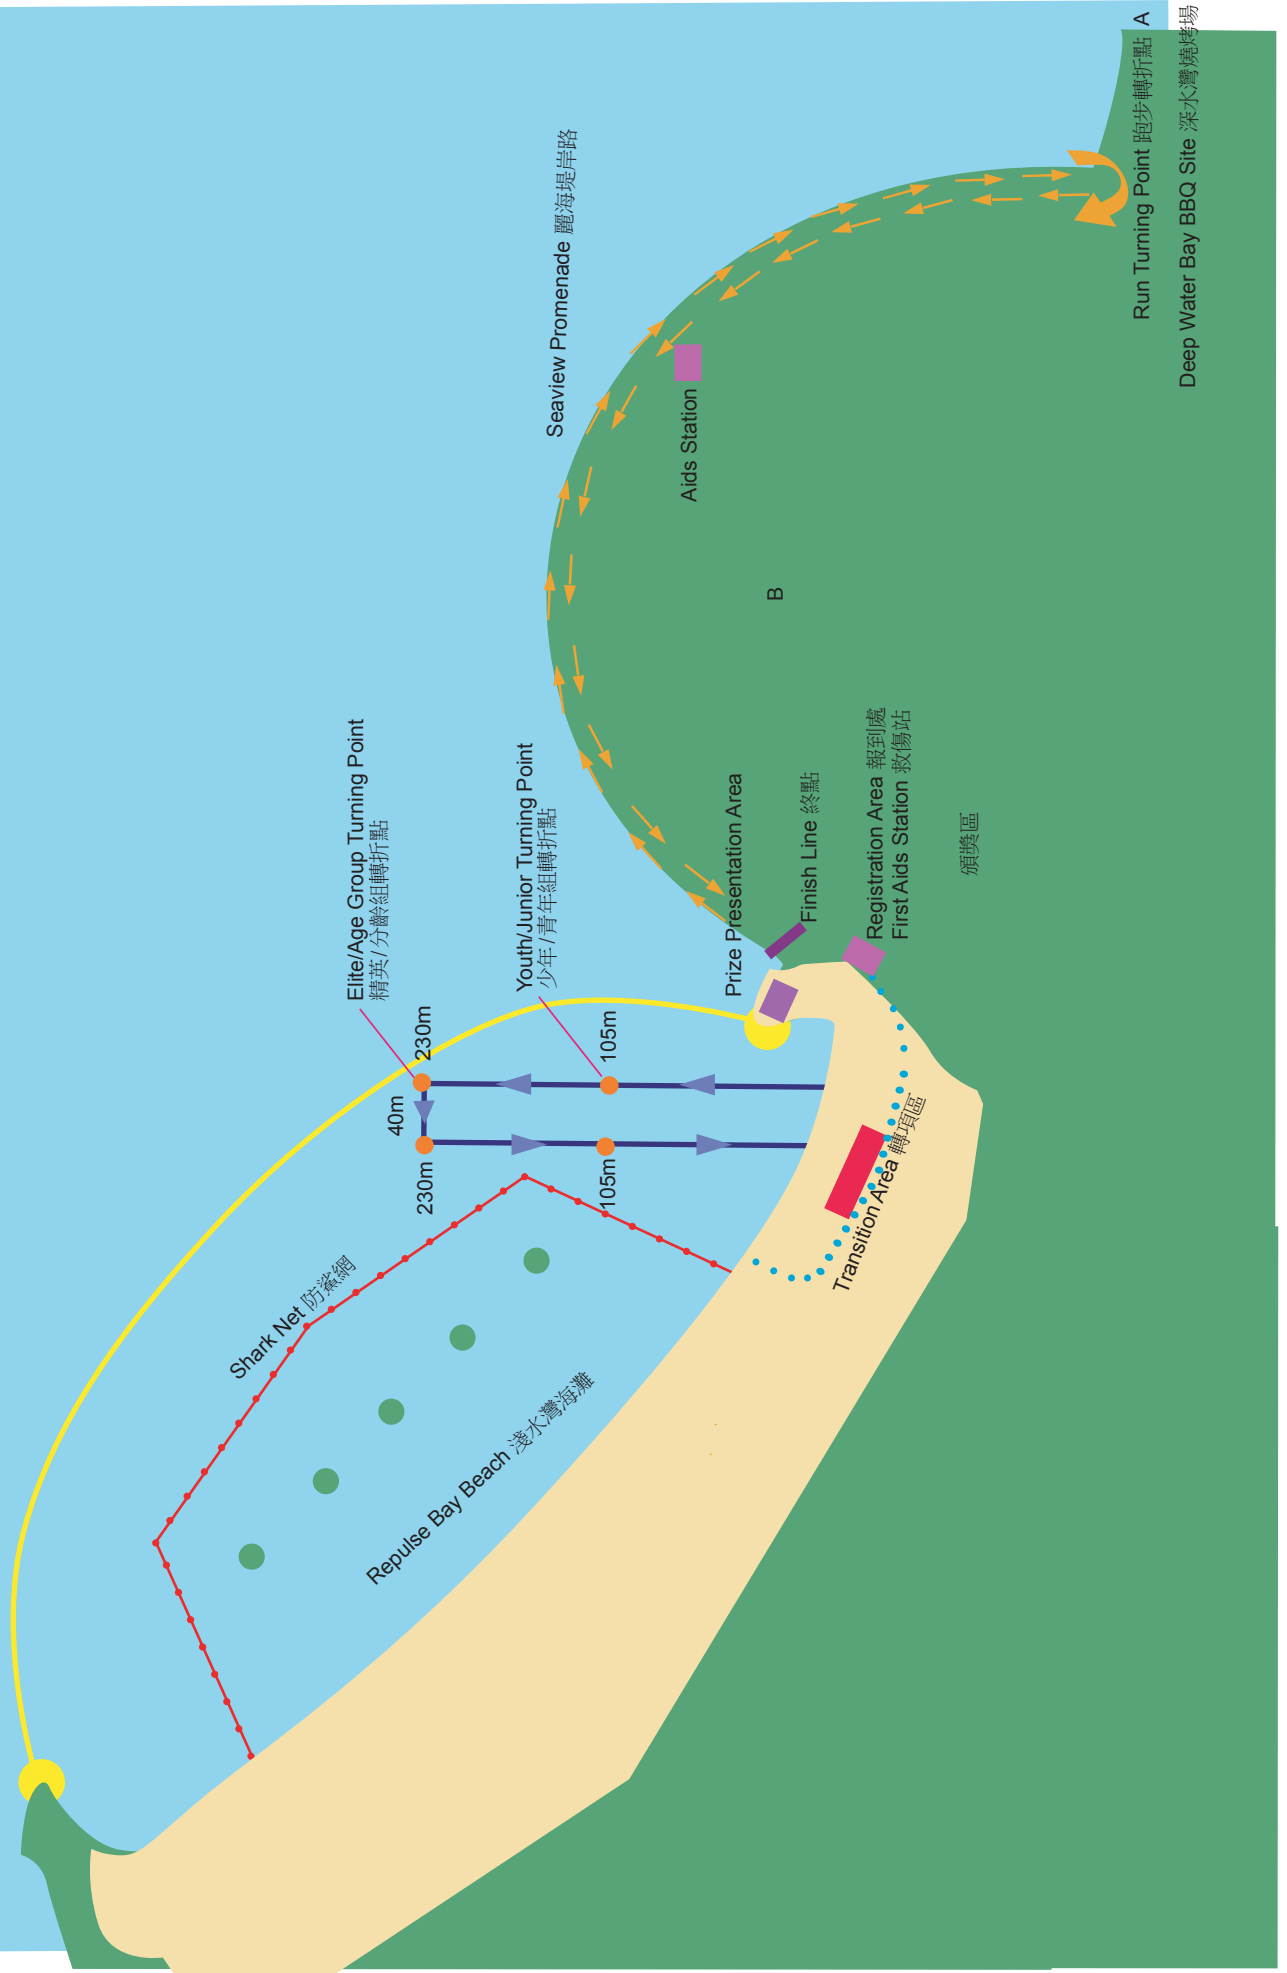 Elite/Age Group Turning Point
精英/分齡組轉折點
230m
40m
230m
Youth/Junior Turning Point
少年/青年組轉折點
105m
105m
Seaview Promenade 麗海堤岸路
Aids Station
B
Prize Presentation Area
Finish Line 終點
Registration Area 報到處
First Aids Station 救傷站
頒獎區
Run Turning Point 跑步轉折點 A
Deep Water Bay BBQ Site 深水灣燒烤場
Shark Net 防鯊網
Repulse Bay Beach 淺水灣海灘
Transition Area 轉項區